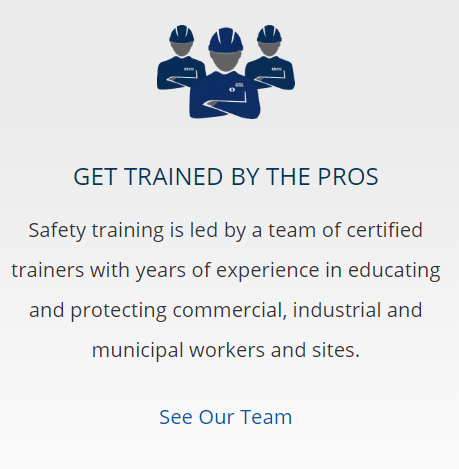 GET TRAINED BY THE PROS
Safety training is led by a team of certified
trainers with years of experience in educating
and protecting commercial, industrial and
municipal workers and sites.
See Our Team